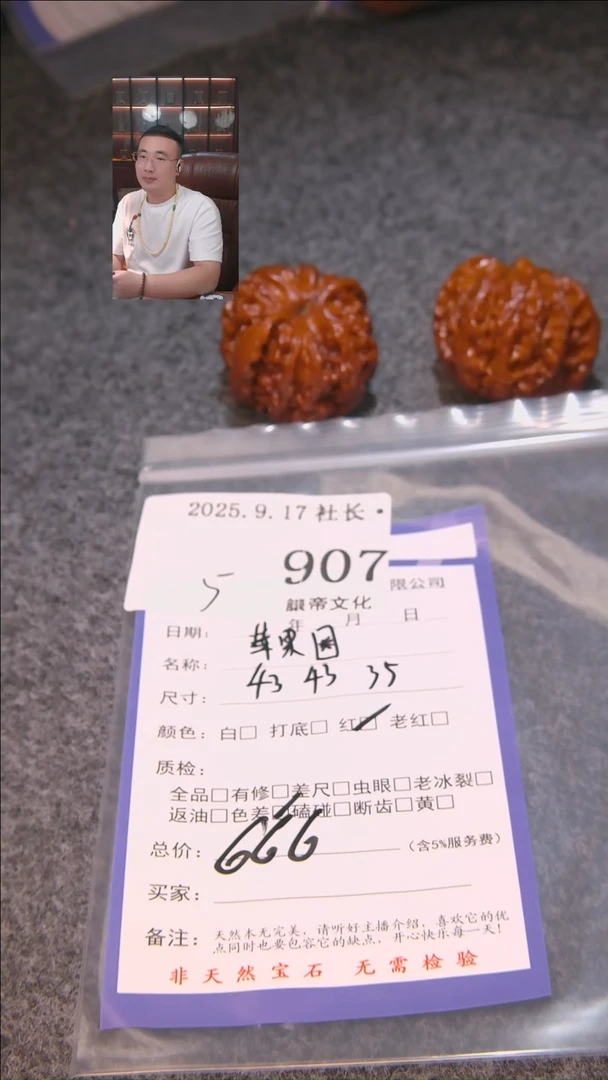 2025.9.17 社长·
907
5
限公司
年 月 日
日期：
名称： 苹果园
尺寸： 43 43 35
颜色：白□ 打底□ 红□ 老红□
质检：
全品□有修□差尺□虫眼□老冰裂□
返油□色差□磕碰□断齿□黄□
总价： 666 （含5%服务费）
买家：
备注： 天然本无完美，请听好主播介绍，喜欢它的优
点同时也要包容它的缺点，开心快乐每一天！
非天然宝石 无需检验